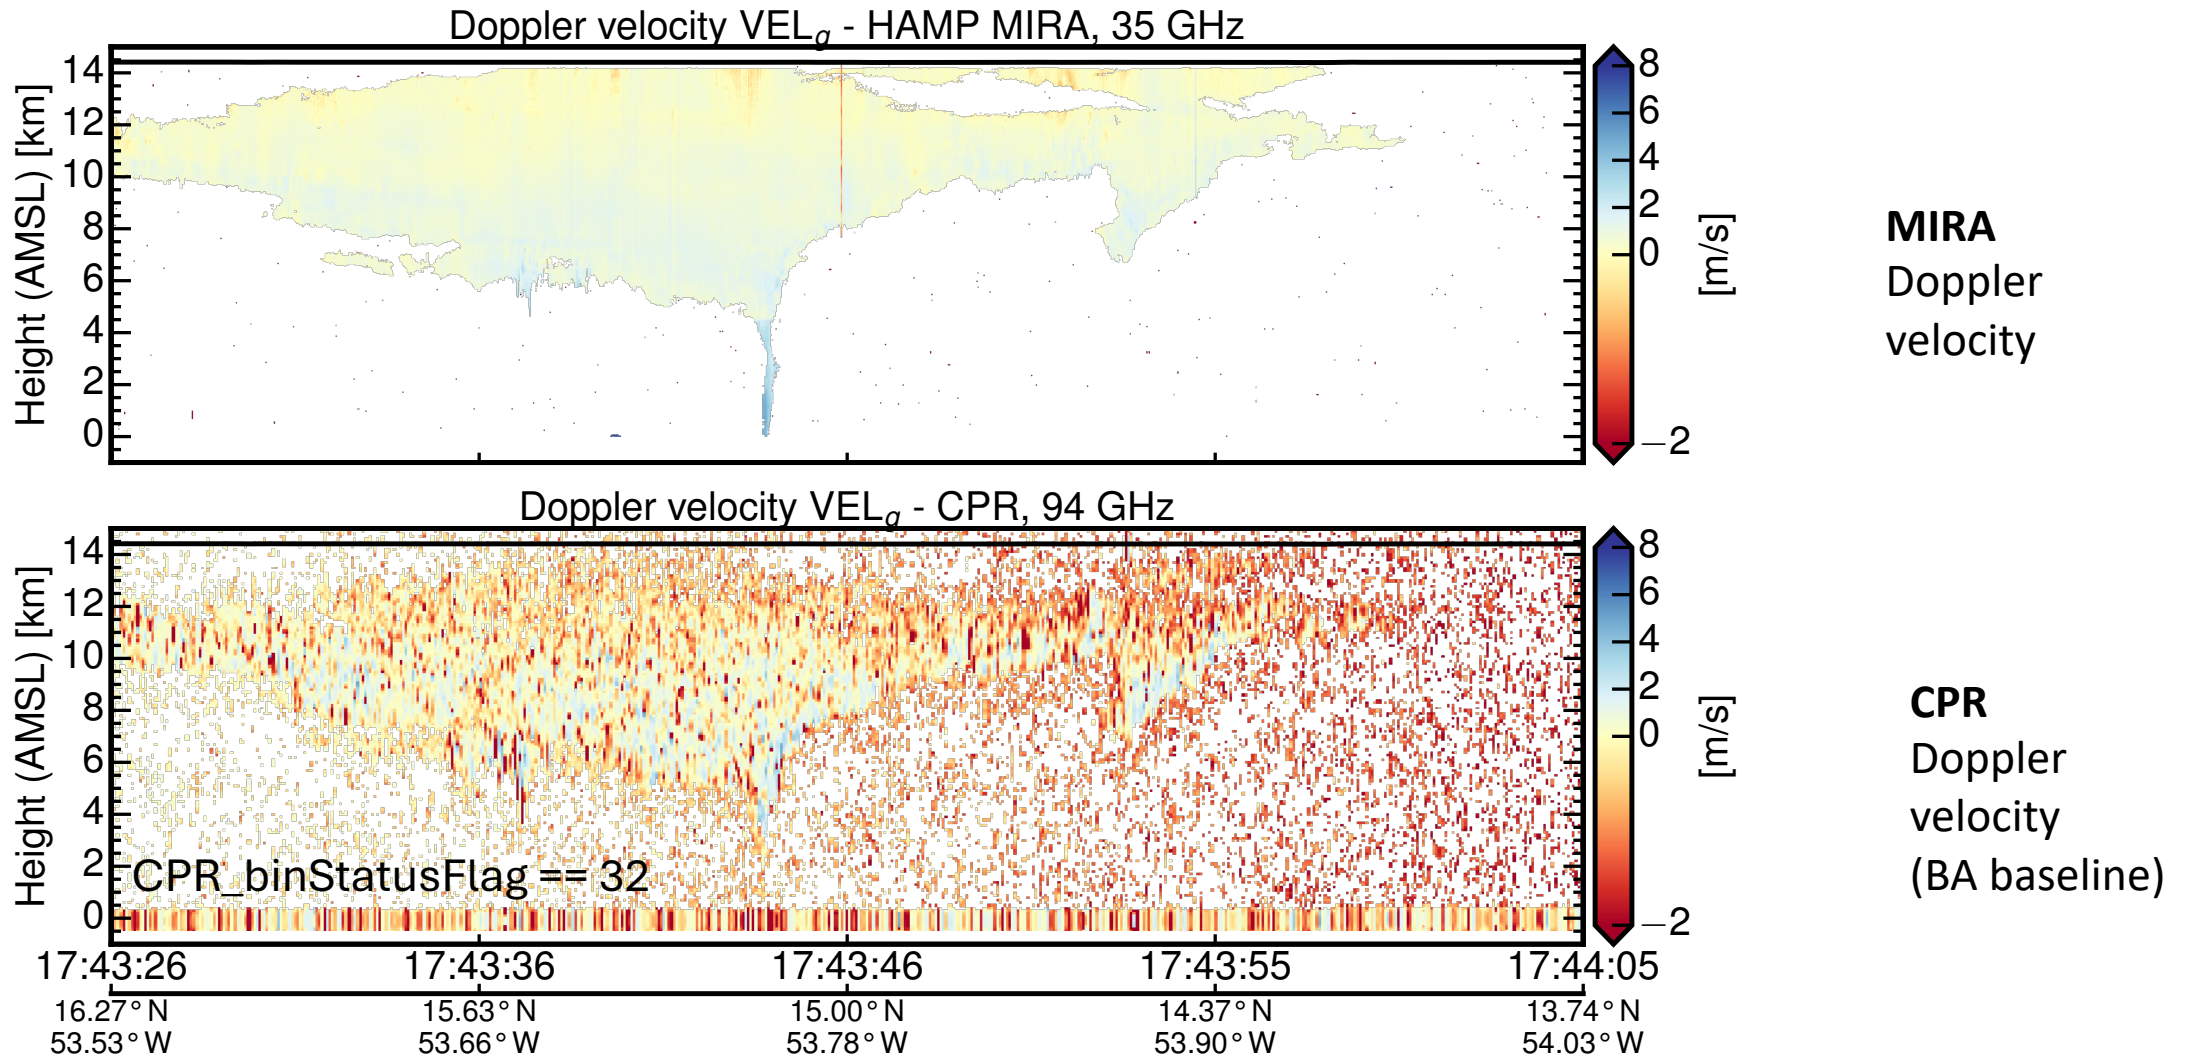 Doppler velocity VELg - HAMP MIRA, 35 GHz
Height (AMSL) [km]
14
12
10
8
6
4
2
0
8
6
4
2
0
−2
[m/s]
MIRA
Doppler
velocity
Doppler velocity VELg - CPR, 94 GHz
Height (AMSL) [km]
14
12
10
8
6
4
2
0
CPR_binStatusFlag == 32
8
6
4
2
0
−2
[m/s]
CPR
Doppler
velocity
(BA baseline)
17:43:26 17:43:36 17:43:46 17:43:55 17:44:05
16.27°N 15.63°N 15.00°N 14.37°N 13.74°N
53.53°W 53.66°W 53.78°W 53.90°W 54.03°W